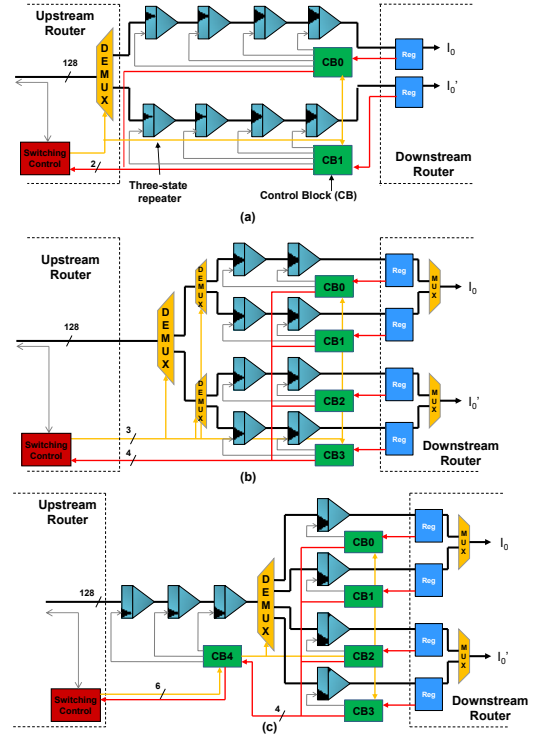 Upstream
Router
DEMUX
128
CB0
Reg
I0
Reg
I0'
Switching
Control
2
CB1
Three-state
repeater
Control Block (CB)
Downstream
Router
(a)
Upstream
Router
DEMUX
DEMUX
128
CB0
Reg
MUX
I0
CB1
Reg
DEMUX
CB2
Reg
MUX
I0'
Switching
Control
3
4
CB3
Reg
Downstream
Router
(b)
Upstream
Router
128
DEMUX
CB0
Reg
MUX
I0
CB1
Reg
CB4
CB2
Reg
MUX
I0'
Switching
Control
6
4
CB3
Reg
Downstream
Router
(c)